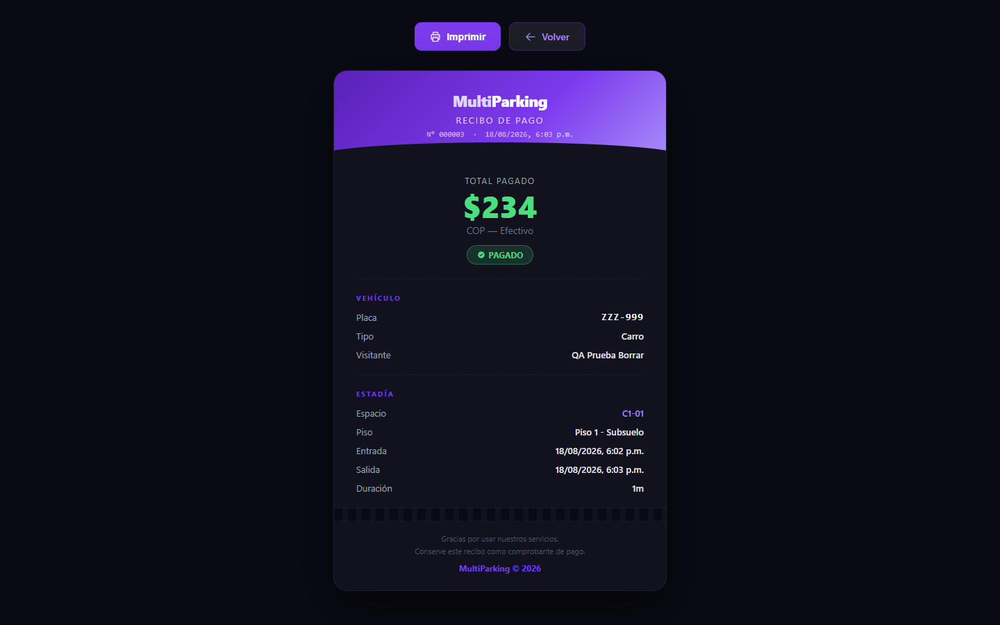 Imprimir
Volver
MultiParking
RECIBO DE PAGO
N° 000003 · 18/08/2026, 6:03 p.m.
TOTAL PAGADO
$234
COP — Efectivo
PAGADO
VEHÍCULO
Placa ZZZ-999
Tipo Carro
Visitante QA Prueba Borrar
ESTADÍA
Espacio C1-01
Piso Piso 1 - Subsuelo
Entrada 18/08/2026, 6:02 p.m.
Salida 18/08/2026, 6:03 p.m.
Duración 1m
Gracias por usar nuestros servicios.
Conserve este recibo como comprobante de pago.
MultiParking © 2026